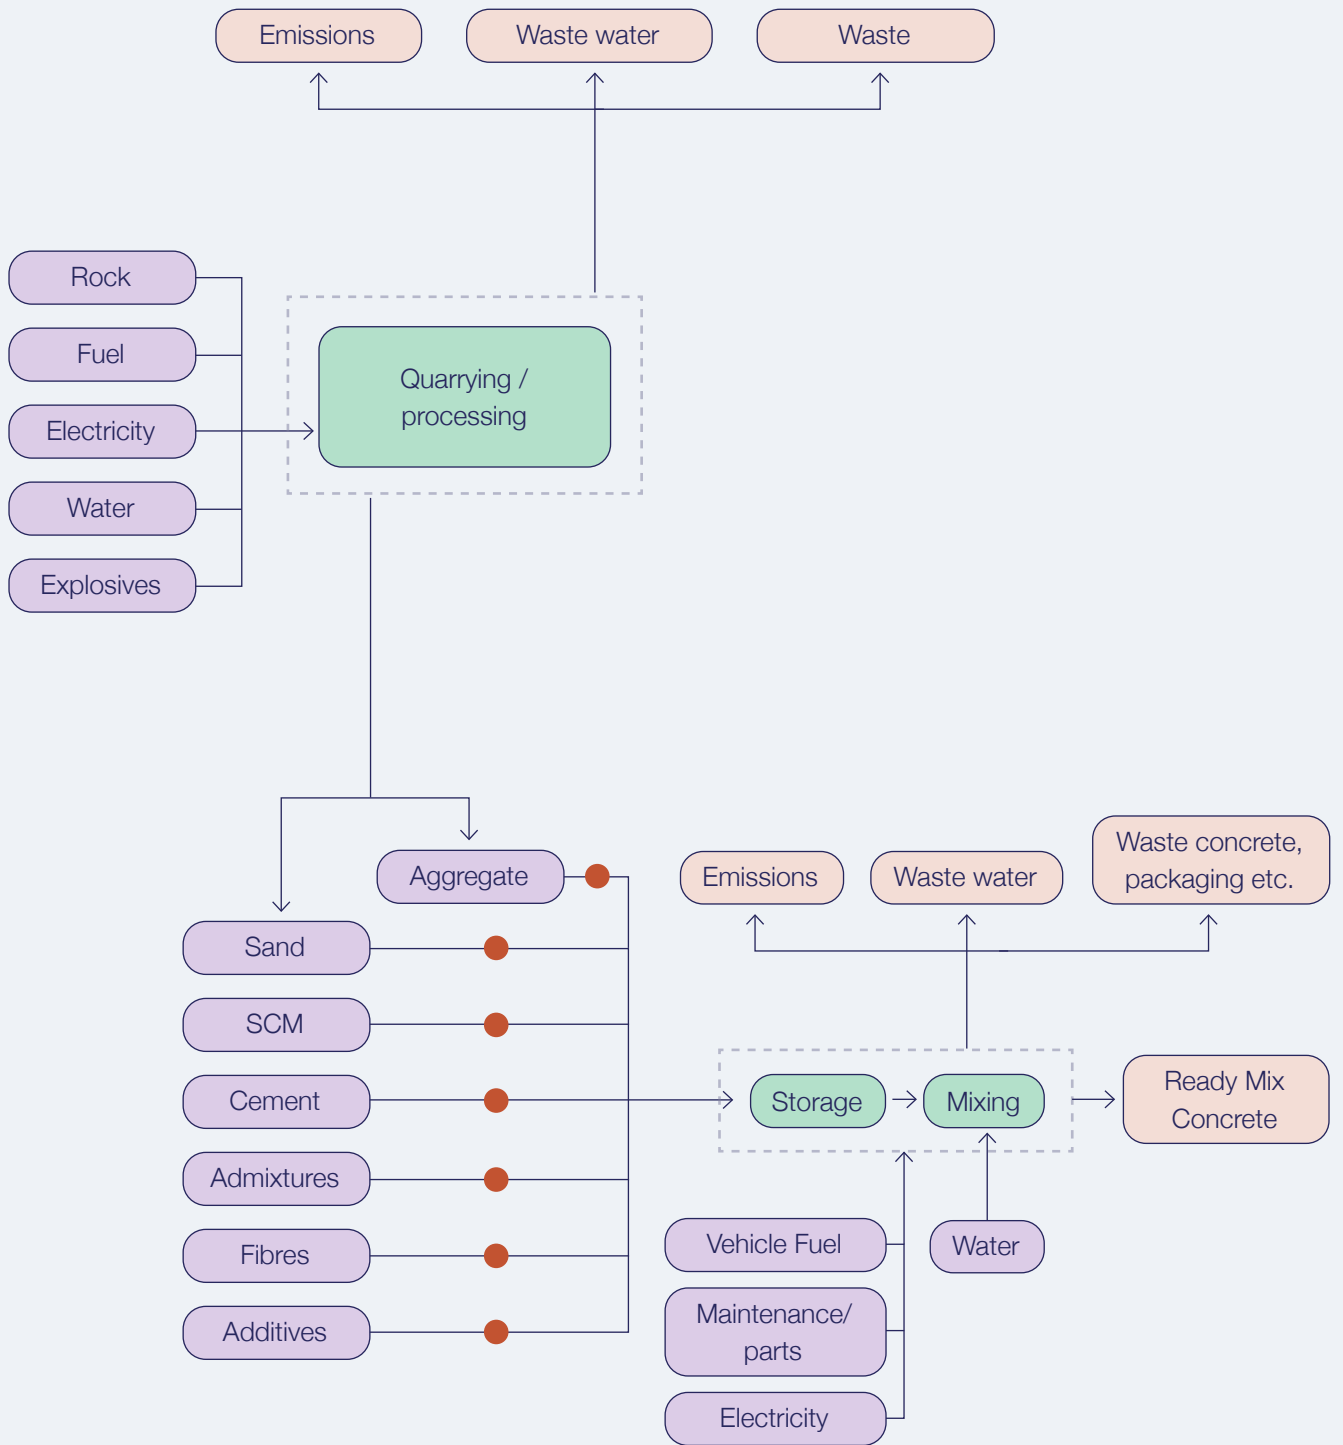 Emissions
Waste water
Waste
Rock
Fuel
Electricity
Water
Explosives
Quarrying /
processing
Aggregate
Sand
SCM
Cement
Admixtures
Fibres
Additives
Emissions
Waste water
Waste concrete,
packaging etc.
Storage
Mixing
Ready Mix
Concrete
Vehicle Fuel
Water
Maintenance/
parts
Electricity